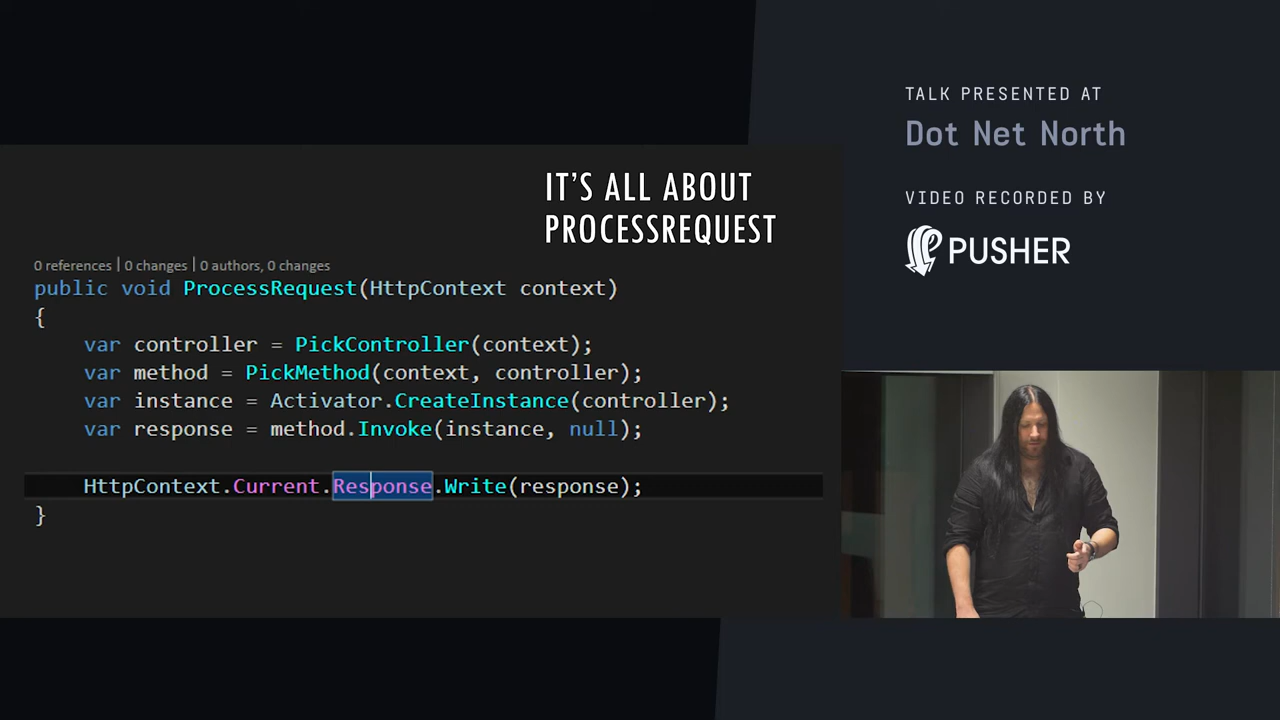 TALK PRESENTED AT
Dot Net North
VIDEO RECORDED BY
PUSHER
IT'S ALL ABOUT
PROCESSREQUEST
0 references | 0 changes | 0 authors, 0 changes
public void ProcessRequest(HttpContext context)
{
var controller = PickController(context);
var method = PickMethod(context, controller);
var instance = Activator.CreateInstance(controller);
var response = method.Invoke(instance, null);
HttpContext.Current.Response.Write(response);
}